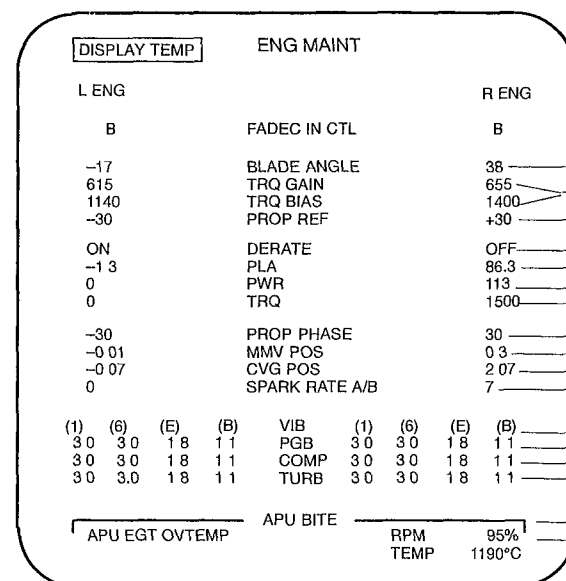 DISPLAY TEMP ENG MAINT
L ENG R ENG
B FADEC IN CTL B
–17 BLADE ANGLE 38
615 TRQ GAIN 655
1140 TRQ BIAS 1400
–30 PROP REF +30
ON DERATE OFF
–1 3 PLA 86.3
0 PWR 113
0 TRQ 1500
–30 PROP PHASE 30
–0 01 MMV POS 0 3
–0 07 CVG POS 2 07
0 SPARK RATE A/B 7
(1) (6) (E) (B) VIB (1) (6) (E) (B)
3 0 3.0 1 8 1 1 PGB 3 0 3 0 1 8 1 1
3 0 3 0 1 8 1 1 COMP 3 0 3 0 1 8 1 1
3 0 3.0 1 8 1 1 TURB 3 0 3 0 1 8 1 1
APU BITE
APU EGT OVTEMP RPM 95%
TEMP 1190°C